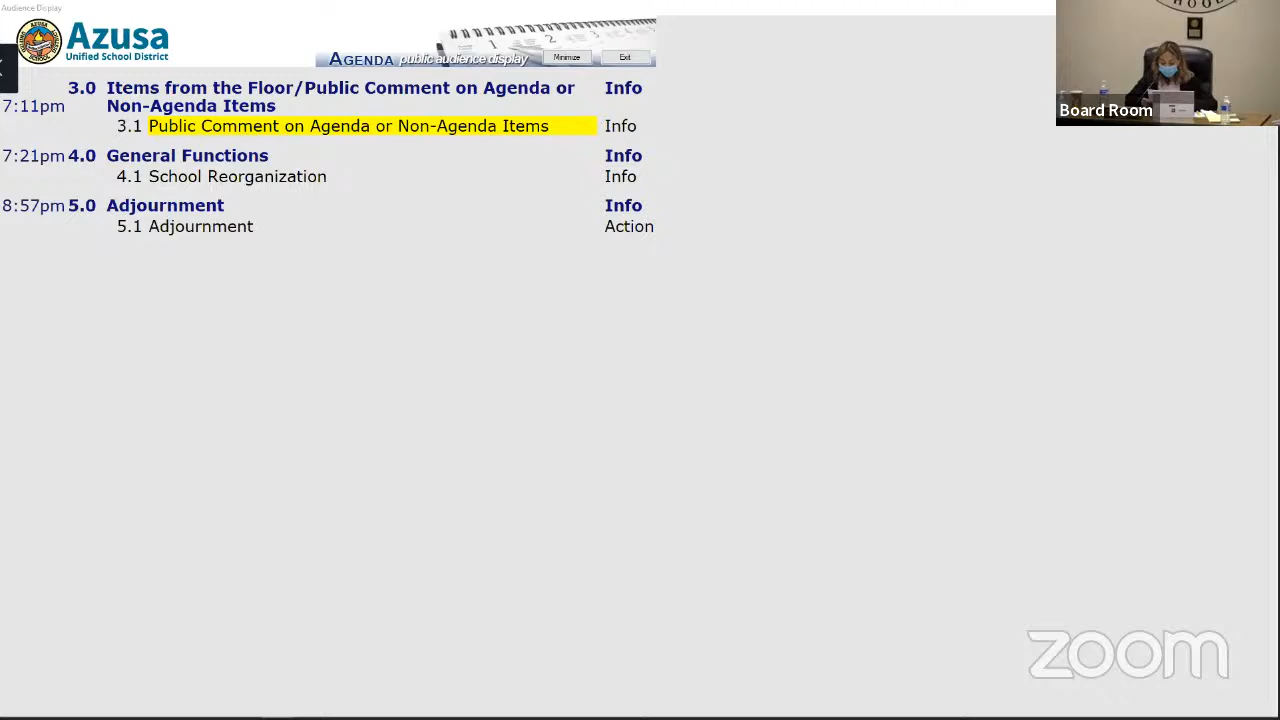 Audience Display
Azusa
Unified School District
AGENDA public audience display
Minimize
Exit
3.0 Items from the Floor/Public Comment on Agenda or Info
7:11pm Non-Agenda Items
3.1 Public Comment on Agenda or Non-Agenda Items Info
7:21pm 4.0 General Functions Info
4.1 School Reorganization Info
8:57pm 5.0 Adjournment Info
5.1 Adjournment Action
Board Room
zoom